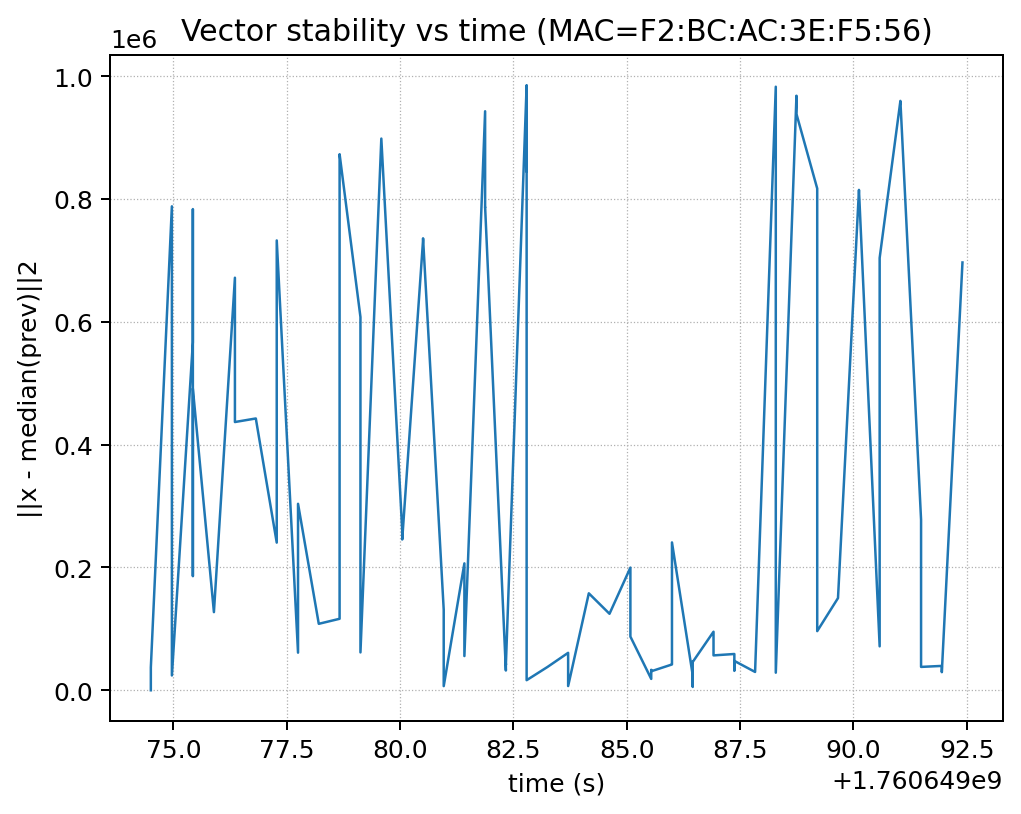 Vector stability vs time (MAC=F2:BC:AC:3E:F5:56)
1e6
1.0
0.8
0.6
0.4
0.2
0.0
||x - median(prev)||2
75.0 77.5 80.0 82.5 85.0 87.5 90.0 92.5
time (s)
+1.760649e9